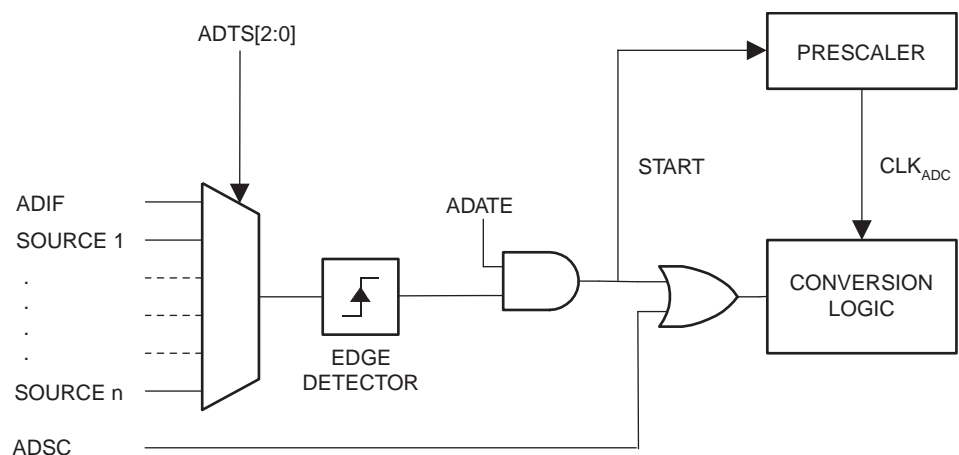 ADTS[2:0]
PRESCALER
START
CLKADC
ADIF
ADATE
SOURCE 1
.
.
.
.
CONVERSION
LOGIC
EDGE
DETECTOR
SOURCE n
ADSC